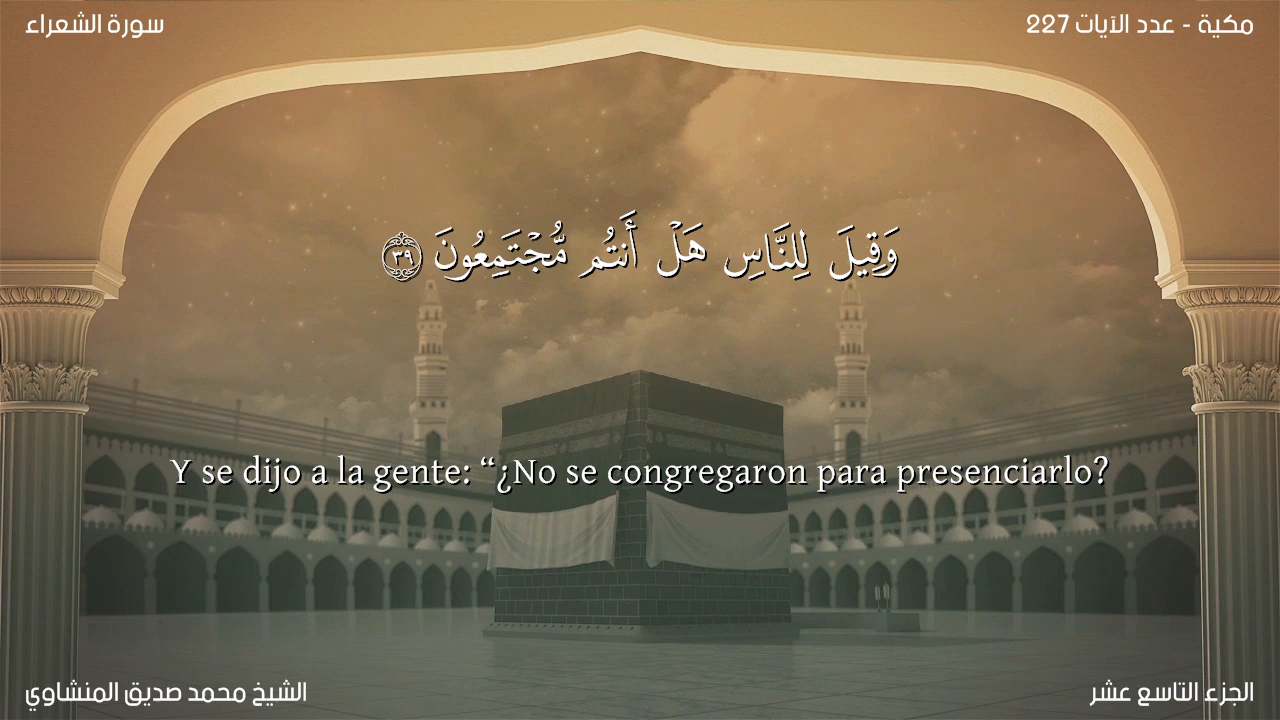 سورة الشعراء
مكية - عدد الآيات 227
وَقِيلَ لِلنَّاسِ هَلْ أَنتُم مُّجْتَمِعُونَ ٣٩
Y se dijo a la gente: “¿No se congregaron para presenciarlo?
الشيخ محمد صديق المنشاوي
الجزء التاسع عشر